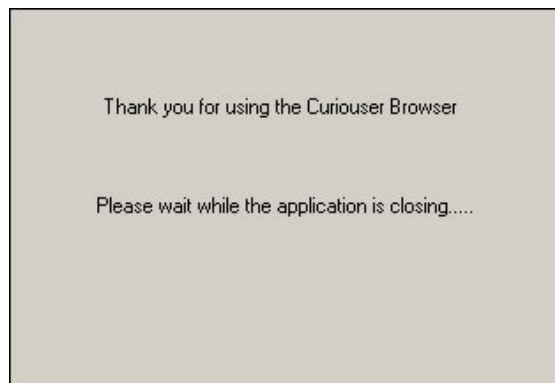 Thank you for using the Curiouser Browser
Please wait while the application is closing.....